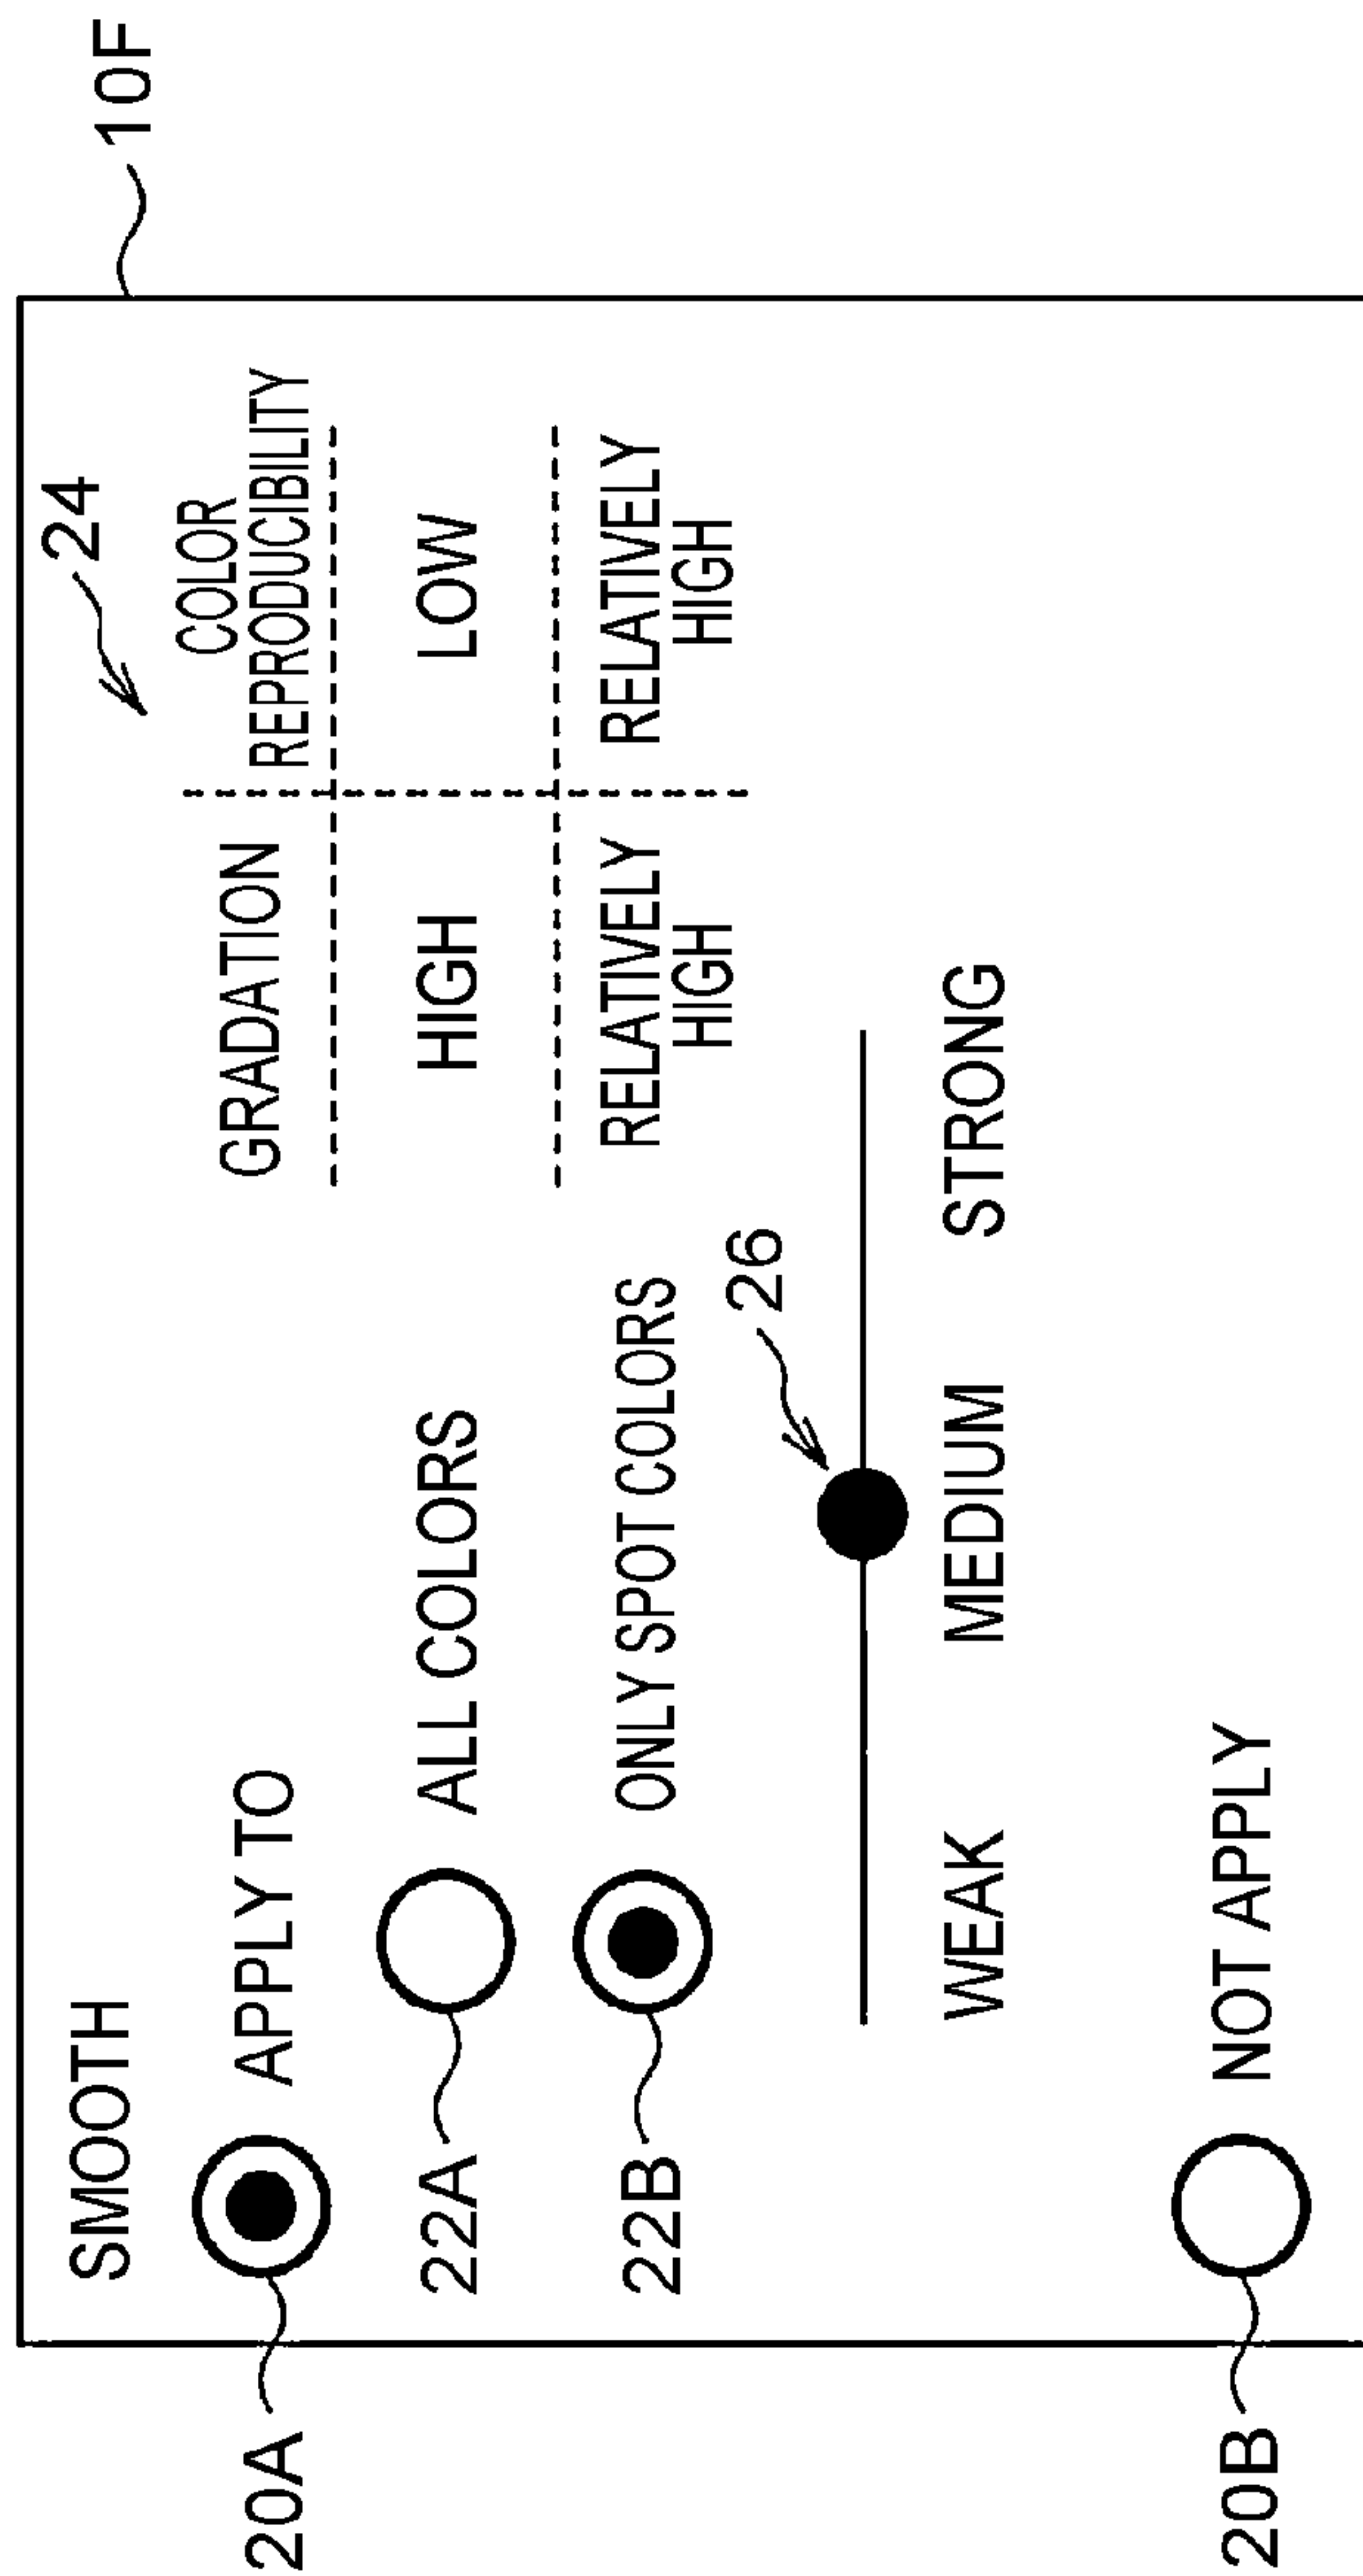 10F
24
SMOOTH
20A
APPLY TO
GRADATION
COLOR
REPRODUCIBILITY
22A
ALL COLORS
HIGH
LOW
22B
ONLY SPOT COLORS
RELATIVELY
HIGH
RELATIVELY
HIGH
26
WEAK
MEDIUM
STRONG
20B
NOT APPLY